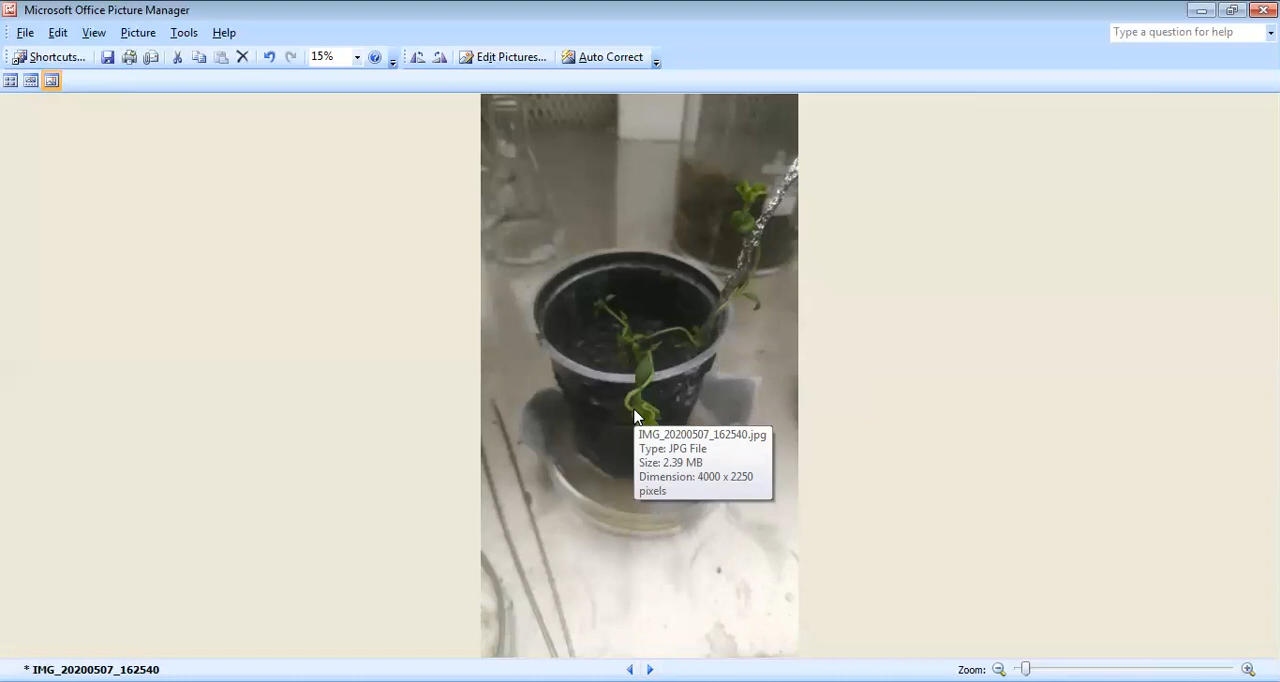 Microsoft Office Picture Manager
File Edit View Picture Tools Help
Type a question for help
Shortcuts... 15% Edit Pictures... Auto Correct
IMG_20200507_162540.jpg
Type: JPG File
Size: 2.39 MB
Dimension: 4000 x 2250
pixels
* IMG_20200507_162540
Zoom: